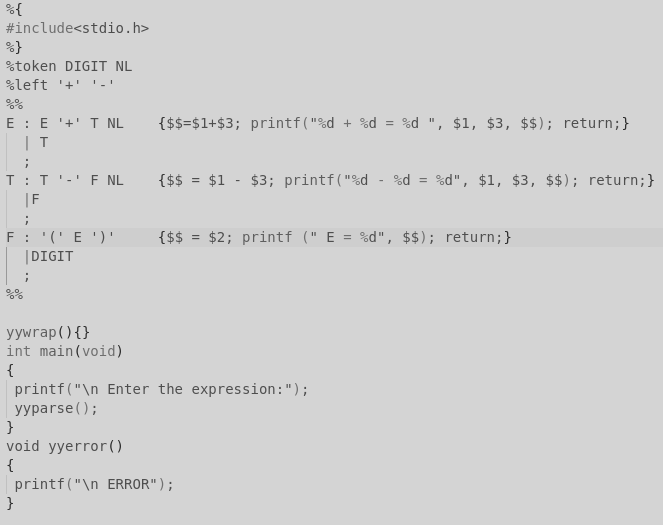 %{
#include<stdio.h>
%}
%token DIGIT NL
%left '+' '-'
%%
E : E '+' T NL    {$$=$1+$3; printf("%d + %d = %d ", $1, $3, $$); return;}
  | T
  ;
T : T '-' F NL    {$$ = $1 - $3; printf("%d - %d = %d", $1, $3, $$); return;}
  |F
  ;
F : '(' E ')'     {$$ = $2; printf (" E = %d", $$); return;}
  |DIGIT
  ;
%%

yywrap(){}
int main(void)
{
 printf("\n Enter the expression:");
 yyparse();
}
void yyerror()
{
 printf("\n ERROR");
}